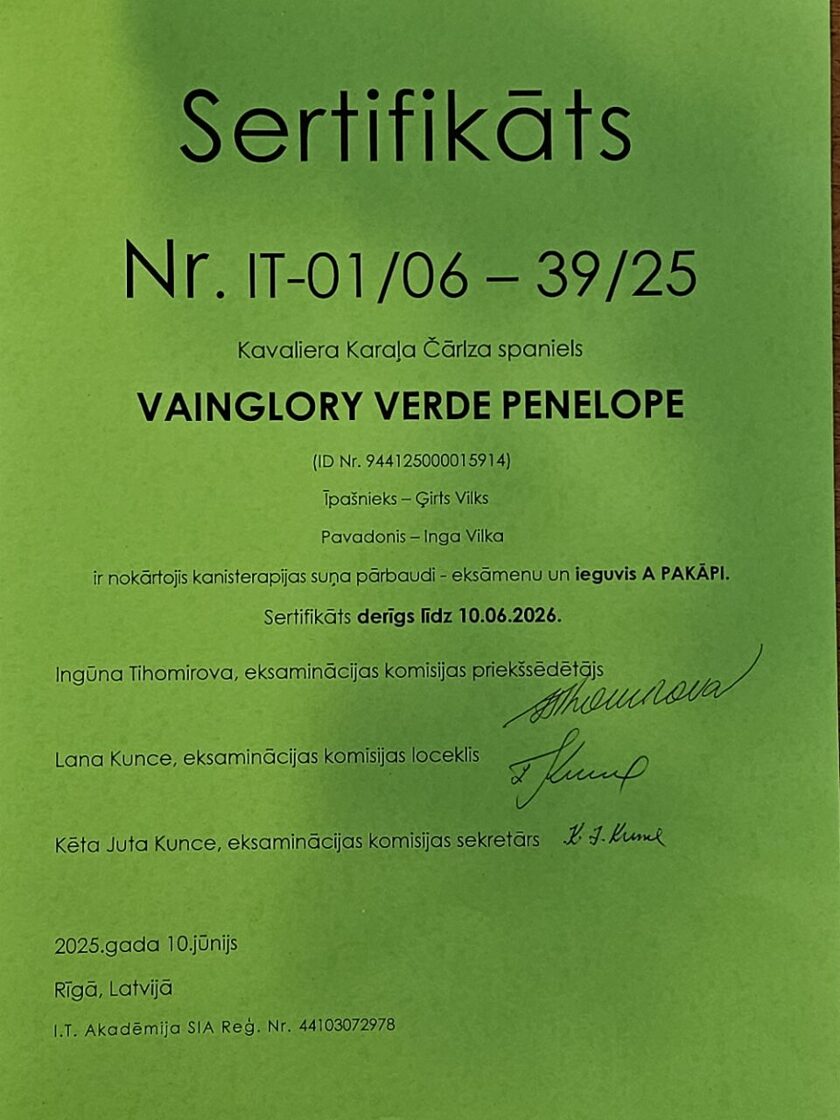 Sertifikāts
Nr. IT-01/06 – 39/25
Kavaliera Karaļa Čārlza spaniels
VAINGLORY VERDE PENELOPE
(ID Nr. 944125000015914)
Īpašnieks – Ģirts Vilks
Pavadonis – Inga Vilka
ir nokārtojis kanisterapijas suņa pārbaudi - eksāmenu un ieguvis A PAKĀPI.
Sertifikāts derīgs līdz 10.06.2026.
Ingūna Tihomirova, eksaminācijas komisijas priekšsēdētājs
Lana Kunce, eksaminācijas komisijas loceklis
Kēta Juta Kunce, eksaminācijas komisijas sekretārs K. J. Kunce
2025.gada 10.jūnijs
Rīgā, Latvijā
I.T. Akadēmija SIA Reģ. Nr. 44103072978